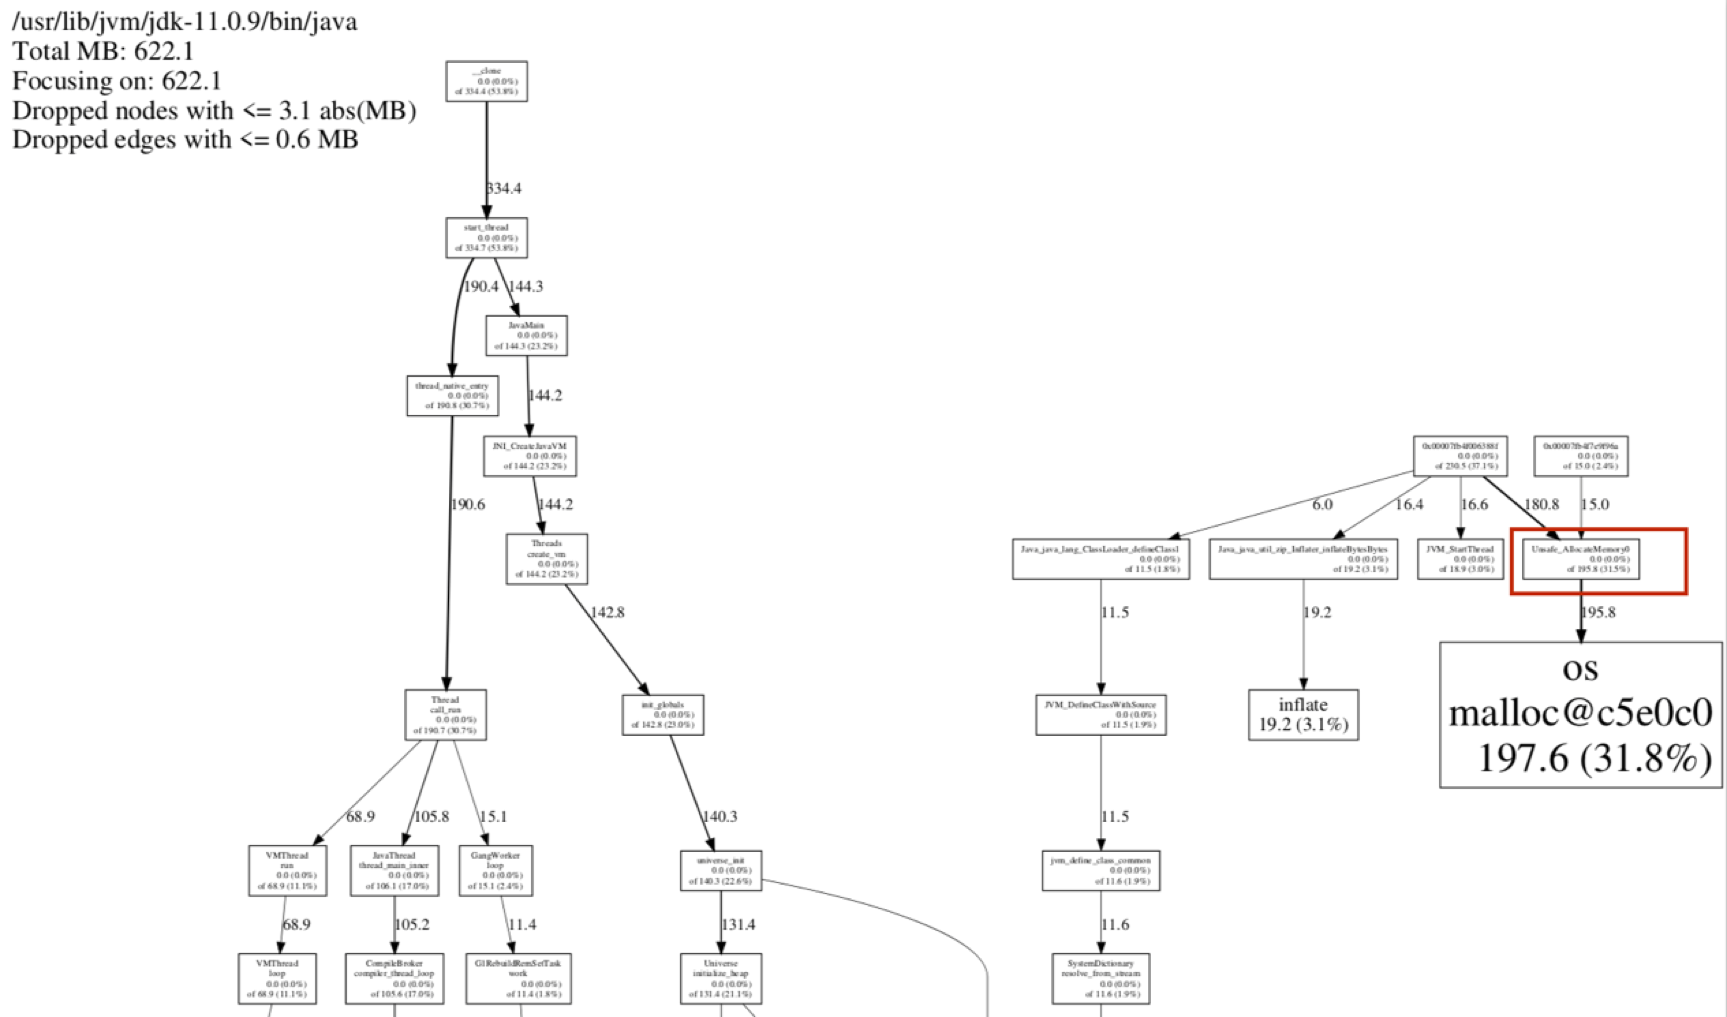 /usr/lib/jvm/jdk-11.0.9/bin/java
Total MB: 622.1
Focusing on: 622.1
Dropped nodes with <= 3.1 abs(MB)
Dropped edges with <= 0.6 MB
__clone
0.0 (0.0%)
of 334.4 (53.8%)
334.4
start_thread
0.0 (0.0%)
of 334.7 (53.8%)
190.4
144.3
JavaMain
0.0 (0.0%)
of 144.3 (23.2%)
thread_native_entry
0.0 (0.0%)
of 190.8 (30.7%)
144.2
JNI_CreateJavaVM
0.0 (0.0%)
of 144.2 (23.2%)
190.6
144.2
Threads
create_vm
0.0 (0.0%)
of 144.2 (23.2%)
142.8
Thread
call_run
0.0 (0.0%)
of 190.7 (30.7%)
init_globals
0.0 (0.0%)
of 142.8 (23.0%)
68.9
105.8
15.1
140.3
VMThread
run
0.0 (0.0%)
of 68.9 (11.1%)
JavaThread
thread_main_inner
0.0 (0.0%)
of 106.1 (17.0%)
GangWorker
loop
0.0 (0.0%)
of 15.1 (2.4%)
universe_init
0.0 (0.0%)
of 140.3 (22.6%)
68.9
105.2
11.4
131.4
VMThread
loop
0.0 (0.0%)
of 68.9 (11.1%)
CompileBroker
compiler_thread_loop
0.0 (0.0%)
of 105.6 (17.0%)
G1RebuildRemSetTask
work
0.0 (0.0%)
of 11.4 (1.8%)
Universe
initialize_heap
0.0 (0.0%)
of 131.4 (21.1%)
0.0 (0.0%)
of 230.5 (37.1%)
0.0 (0.0%)
of 15.0 (2.4%)
6.0
16.4
16.6
180.8
15.0
Java_java_lang_ClassLoader_defineClass1
0.0 (0.0%)
of 11.5 (1.8%)
Java_java_util_zip_Inflater_inflateBytesBytes
0.0 (0.0%)
of 19.2 (3.1%)
JVM_StartThread
0.0 (0.0%)
of 18.9 (3.0%)
Unsafe_AllocateMemory0
0.0 (0.0%)
of 195.8 (31.5%)
11.5
19.2
195.8
JVM_DefineClassWithSource
0.0 (0.0%)
of 11.5 (1.9%)
inflate
19.2 (3.1%)
os
malloc@c5e0c0
197.6 (31.8%)
11.5
jvm_define_class_common
0.0 (0.0%)
of 11.6 (1.9%)
11.6
SystemDictionary
resolve_from_stream
0.0 (0.0%)
of 11.6 (1.9%)